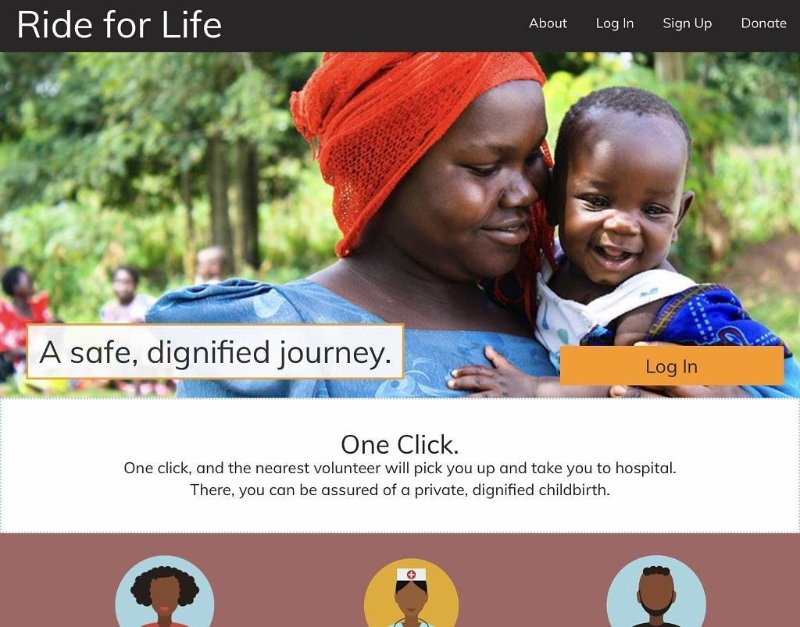 Ride for Life
About Log In Sign Up Donate
A safe, dignified journey.
Log In
One Click.
One click, and the nearest volunteer will pick you up and take you to hospital.
There, you can be assured of a private, dignified childbirth.